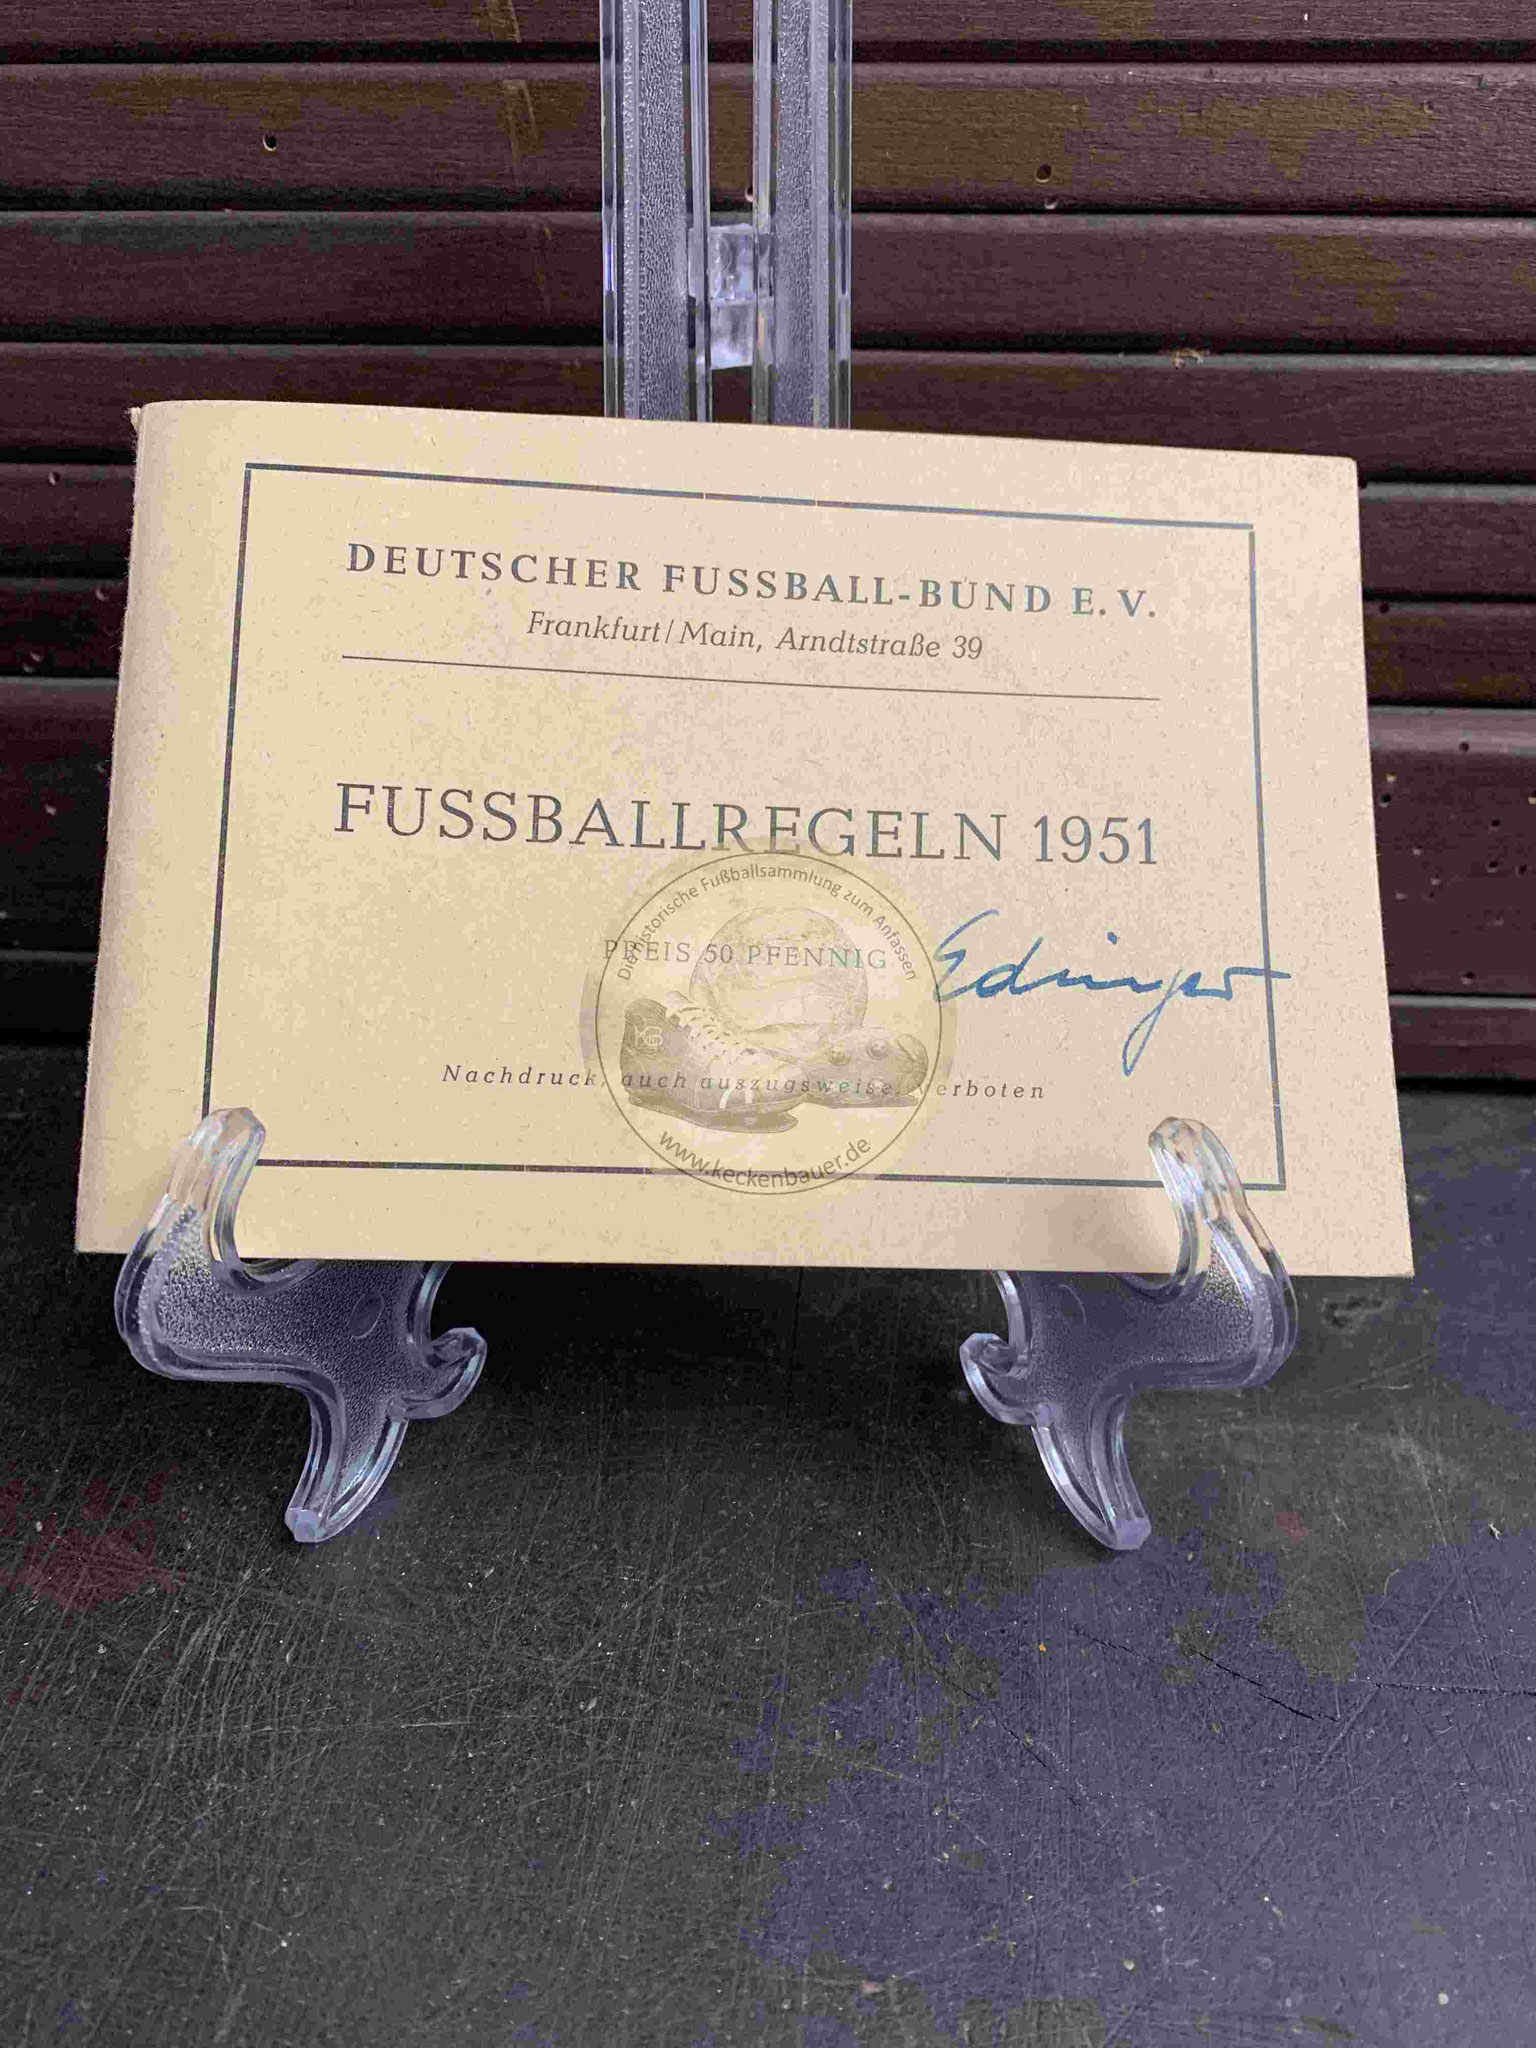 DEUTSCHER FUSSBALL-BUND E. V.
Frankfurt/Main, Arndtstraße 39
FUSSBALLREGELN 1951
Die historische Fußballsammlung zum Anfassen
PREIS 50 PFENNIG
Edinger
Nachdruck, auch auszugsweise, verboten
www.keckenbauer.de